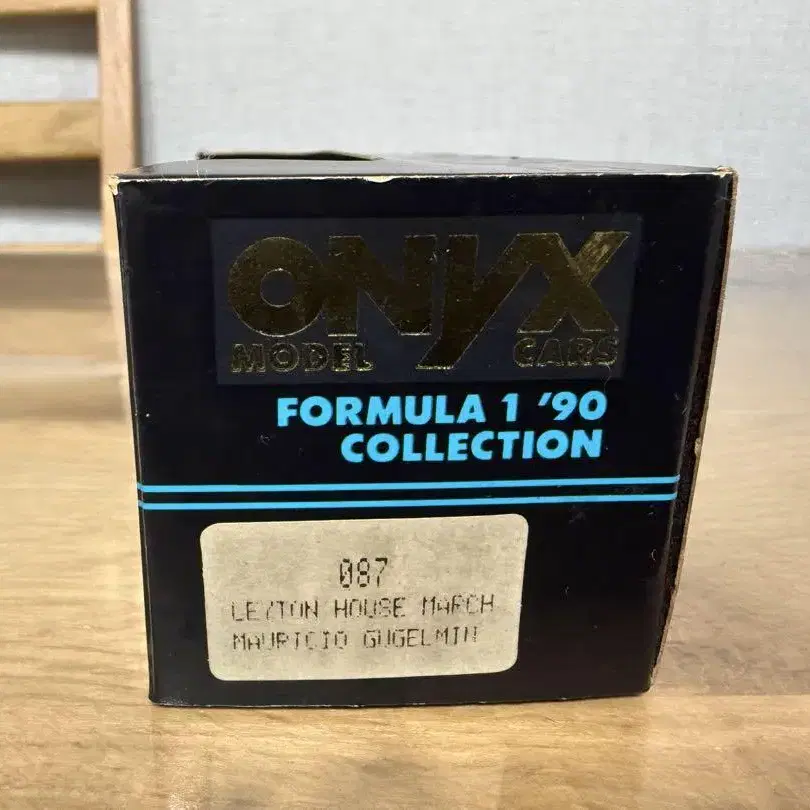 ONYX
MODEL CARS
FORMULA 1 '90
COLLECTION
087
LEYTON HOUSE MARCH
MAURICIO GUGELMIN